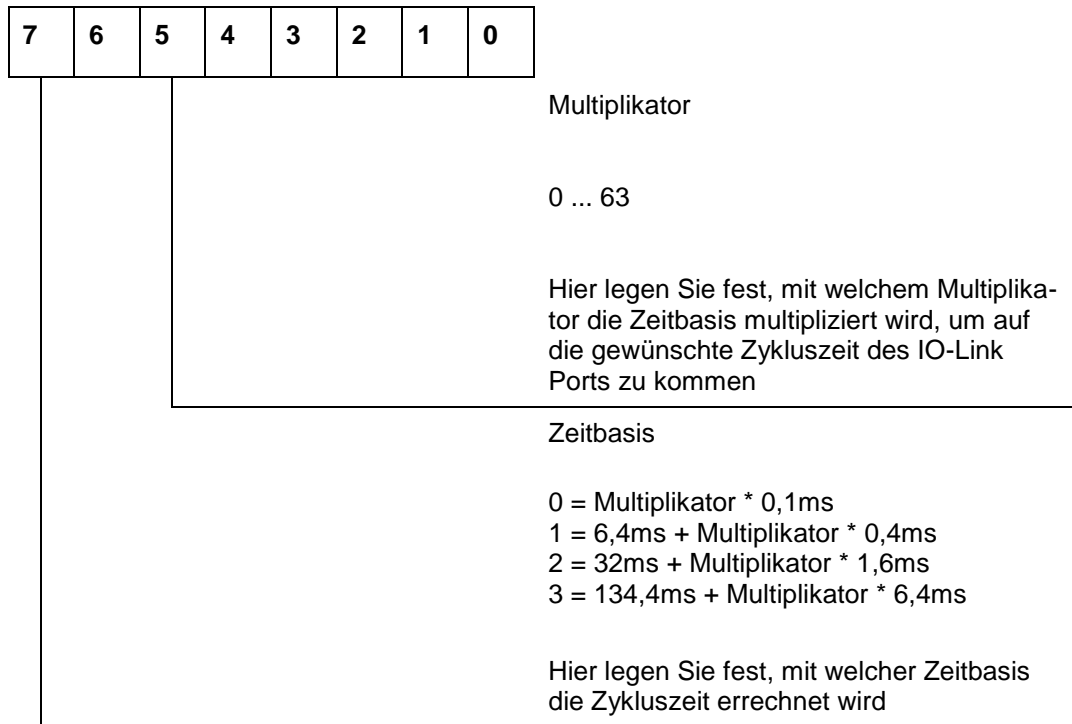 7 6 5 4 3 2 1 0
Multiplikator
0 ... 63
Hier legen Sie fest, mit welchem Multiplika-
tor die Zeitbasis multipliziert wird, um auf
die gewünschte Zykluszeit des IO-Link
Ports zu kommen
Zeitbasis
0 = Multiplikator * 0,1ms
1 = 6,4ms + Multiplikator * 0,4ms
2 = 32ms + Multiplikator * 1,6ms
3 = 134,4ms + Multiplikator * 6,4ms
Hier legen Sie fest, mit welcher Zeitbasis
die Zykluszeit errechnet wird